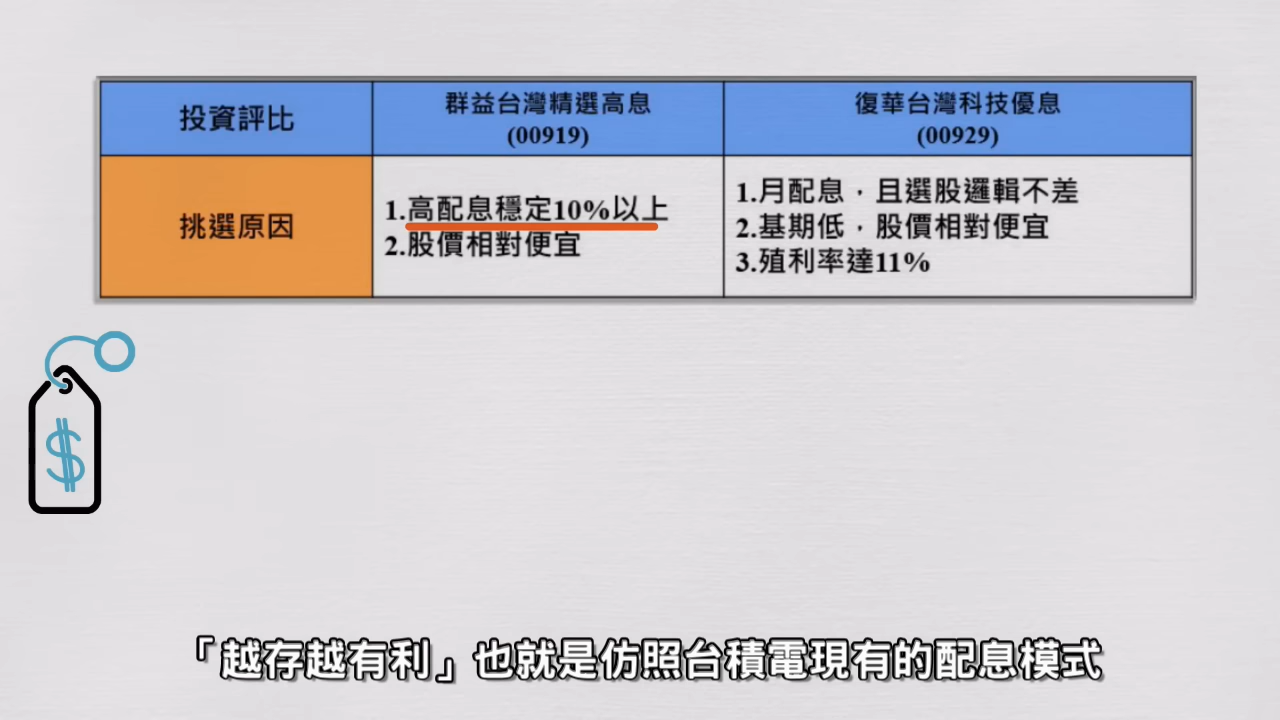 投資評比
群益台灣精選高息
(00919)
復華台灣科技優息
(00929)
挑選原因
1.高配息穩定10%以上
2.股價相對便宜
1.月配息，且選股邏輯不差
2.基期低，股價相對便宜
3.殖利率達11%
$
「越存越有利」也就是仿照台積電現有的配息模式